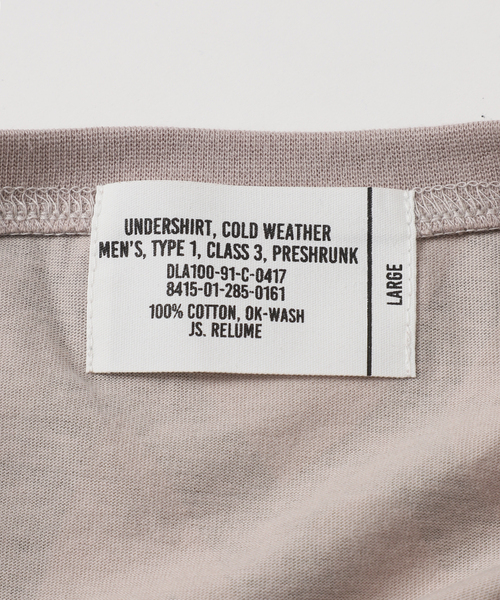 UNDERSHIRT, COLD WEATHER
MEN'S, TYPE 1, CLASS 3, PRESHRUNK
DLA100-91-C-0417
8415-01-285-0161
100% COTTON, OK-WASH
JS. RELUME
LARGE